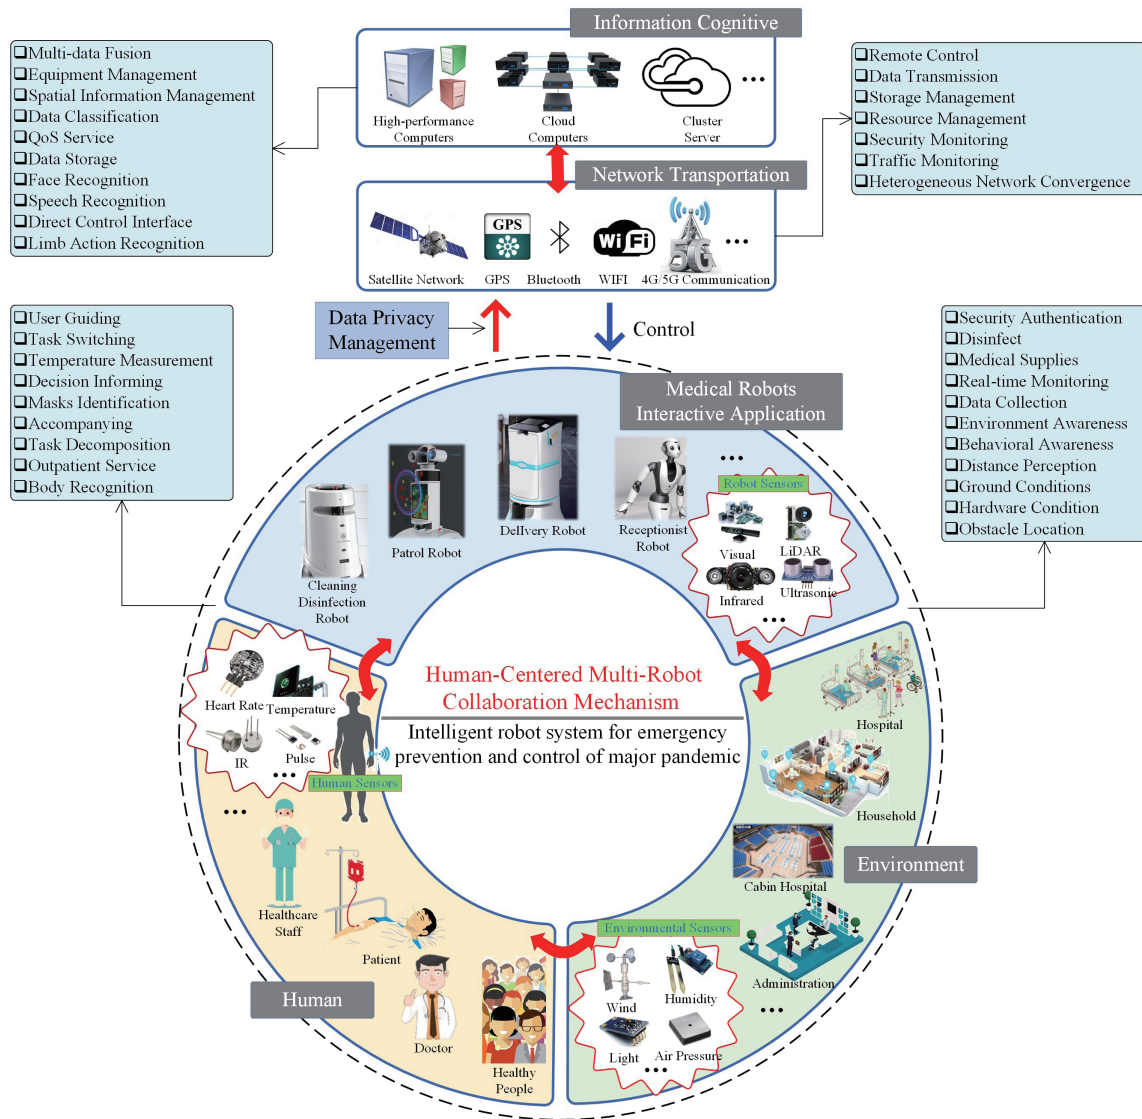 Information Cognitive
High-performance
Computers
Cloud
Computers
Cluster
Server
•••
❑Multi-data Fusion
❑Equipment Management
❑Spatial Information Management
❑Data Classification
❑QoS Service
❑Data Storage
❑Face Recognition
❑Speech Recognition
❑Direct Control Interface
❑Limb Action Recognition
❑Remote Control
❑Data Transmission
❑Storage Management
❑Resource Management
❑Security Monitoring
❑Traffic Monitoring
❑Heterogeneous Network Convergence
Network Transportation
GPS
WiFi
5G
•••
Satellite Network
GPS
Bluetooth
WIFI
4G/5G Communication
Data Privacy
Management
Control
❑User Guiding
❑Task Switching
❑Temperature Measurement
❑Decision Informing
❑Masks Identification
❑Accompanying
❑Task Decomposition
❑Outpatient Service
❑Body Recognition
❑Security Authentication
❑Disinfect
❑Medical Supplies
❑Real-time Monitoring
❑Data Collection
❑Environment Awareness
❑Behavioral Awareness
❑Distance Perception
❑Ground Conditions
❑Hardware Condition
❑Obstacle Location
Medical Robots
Interactive Application
Cleaning
Disinfection
Robot
Patrol Robot
DelIvery Robot
Receptionist
Robot
•••
Robot Sensors
Visual
LiDAR
Infrared
Ultrasonic
•••
Human-Centered Multi-Robot
Collaboration Mechanism
Intelligent robot system for emergency
prevention and control of major pandemic
Heart Rate
Temperature
IR
Pulse
•••
Human Sensors
•••
Healthcare
Staff
Patient
Doctor
Healthy
People
Human
Hospital
Household
Cabin Hospital
Environment
Administration
•••
Environmental Sensors
Wind
Humidity
Light
Air Pressure
•••